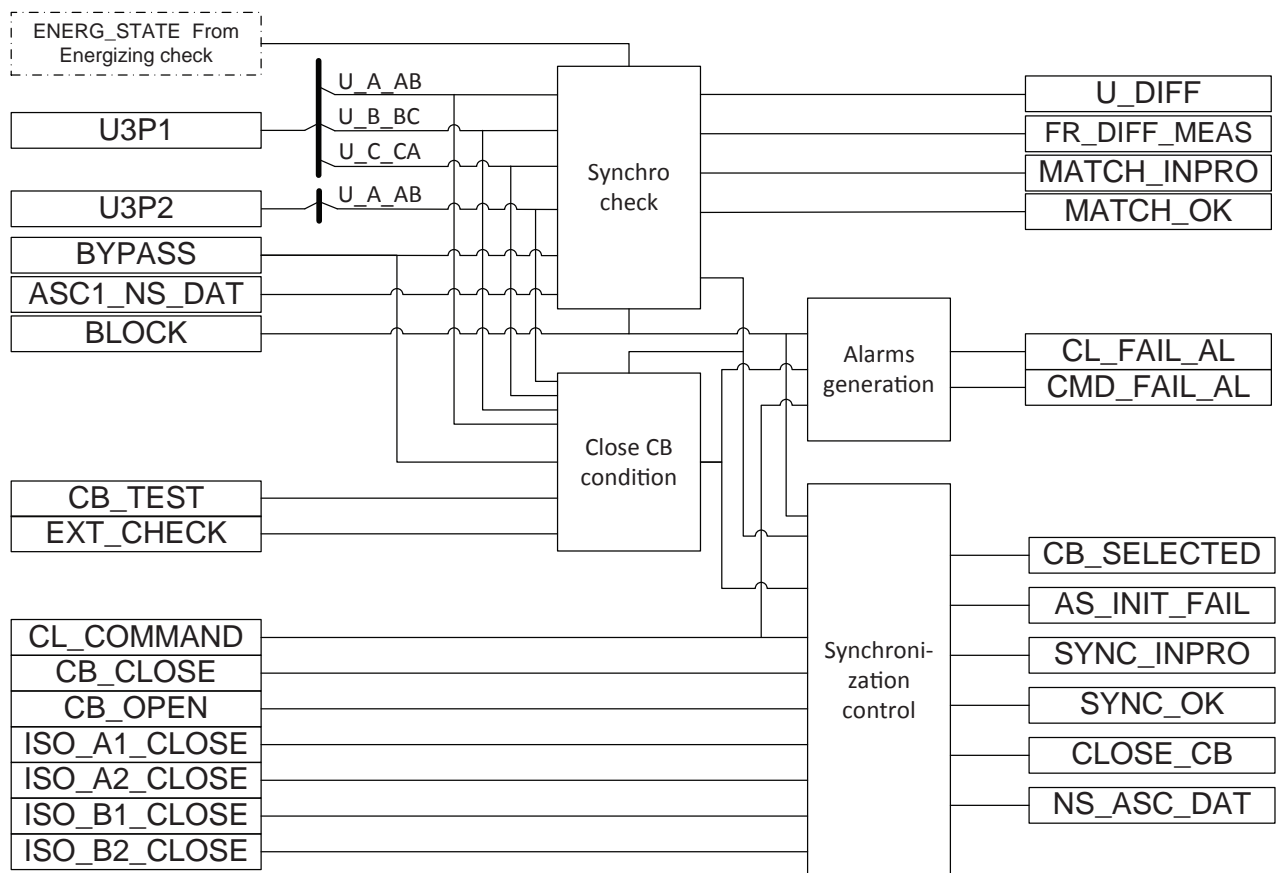 ENERG_STATE From
Energizing check
U3P1
U3P2
BYPASS
ASC1_NS_DAT
BLOCK
CB_TEST
EXT_CHECK
CL_COMMAND
CB_CLOSE
CB_OPEN
ISO_A1_CLOSE
ISO_A2_CLOSE
ISO_B1_CLOSE
ISO_B2_CLOSE
U_A_AB
U_B_BC
U_C_CA
U_A_AB
Synchro
check
Close CB
condition
Alarms
generation
Synchroni-
zation
control
U_DIFF
FR_DIFF_MEAS
MATCH_INPRO
MATCH_OK
CL_FAIL_AL
CMD_FAIL_AL
CB_SELECTED
AS_INIT_FAIL
SYNC_INPRO
SYNC_OK
CLOSE_CB
NS_ASC_DAT